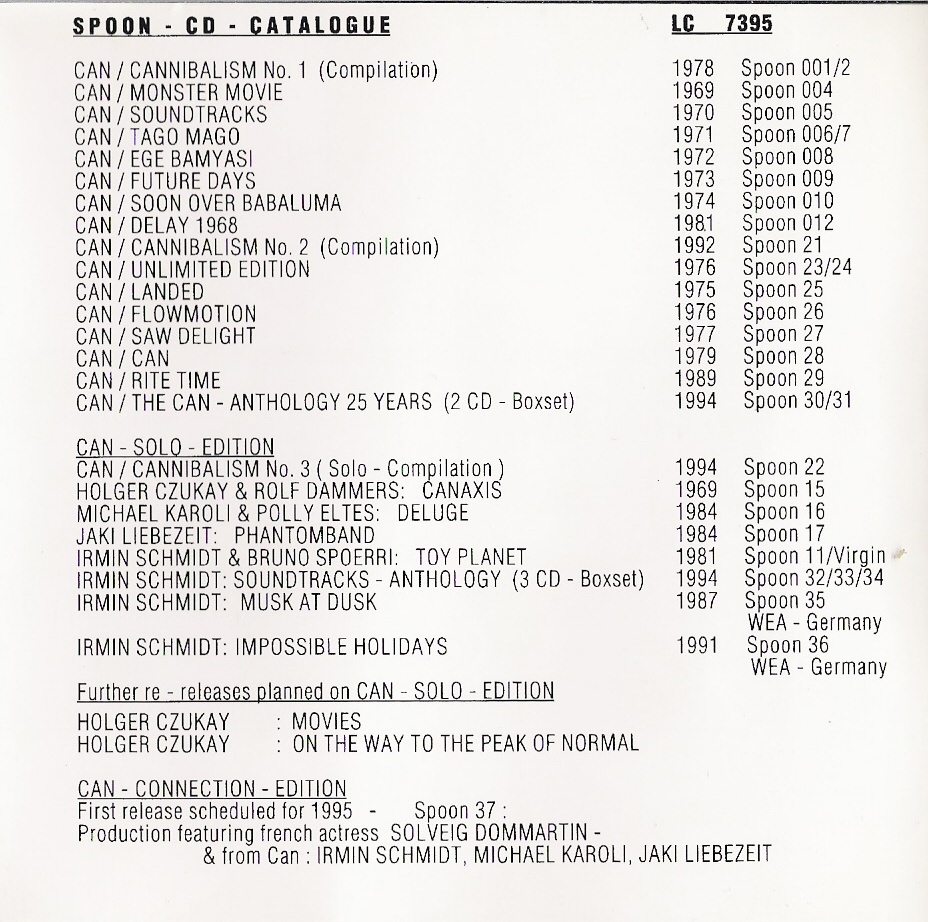 SPOON - CD - CATALOGUE LC 7395
CAN / CANNIBALISM No. 1 (Compilation) 1978 Spoon 001/2
CAN / MONSTER MOVIE 1969 Spoon 004
CAN / SOUNDTRACKS 1970 Spoon 005
CAN / TAGO MAGO 1971 Spoon 006/7
CAN / EGE BAMYASI 1972 Spoon 008
CAN / FUTURE DAYS 1973 Spoon 009
CAN / SOON OVER BABALUMA 1974 Spoon 010
CAN / DELAY 1968 1981 Spoon 012
CAN / CANNIBALISM No. 2 (Compilation) 1992 Spoon 21
CAN / UNLIMITED EDITION 1976 Spoon 23/24
CAN / LANDED 1975 Spoon 25
CAN / FLOWMOTION 1976 Spoon 26
CAN / SAW DELIGHT 1977 Spoon 27
CAN / CAN 1979 Spoon 28
CAN / RITE TIME 1989 Spoon 29
CAN / THE CAN - ANTHOLOGY 25 YEARS (2 CD - Boxset) 1994 Spoon 30/31
CAN - SOLO - EDITION
CAN / CANNIBALISM No. 3 ( Solo - Compilation ) 1994 Spoon 22
HOLGER CZUKAY & ROLF DAMMERS: CANAXIS 1969 Spoon 15
MICHAEL KAROLI & POLLY ELTES: DELUGE 1984 Spoon 16
JAKI LIEBEZEIT: PHANTOMBAND 1984 Spoon 17
IRMIN SCHMIDT & BRUNO SPOERRI: TOY PLANET 1981 Spoon 11/Virgin
IRMIN SCHMIDT: SOUNDTRACKS - ANTHOLOGY (3 CD - Boxset) 1994 Spoon 32/33/34
IRMIN SCHMIDT: MUSK AT DUSK 1987 Spoon 35
WEA - Germany
IRMIN SCHMIDT: IMPOSSIBLE HOLIDAYS 1991 Spoon 36
WEA - Germany
Further re - releases planned on CAN - SOLO - EDITION
HOLGER CZUKAY : MOVIES
HOLGER CZUKAY : ON THE WAY TO THE PEAK OF NORMAL
CAN - CONNECTION - EDITION
First release scheduled for 1995 - Spoon 37 :
Production featuring french actress SOLVEIG DOMMARTIN -
& from Can : IRMIN SCHMIDT, MICHAEL KAROLI, JAKI LIEBEZEIT